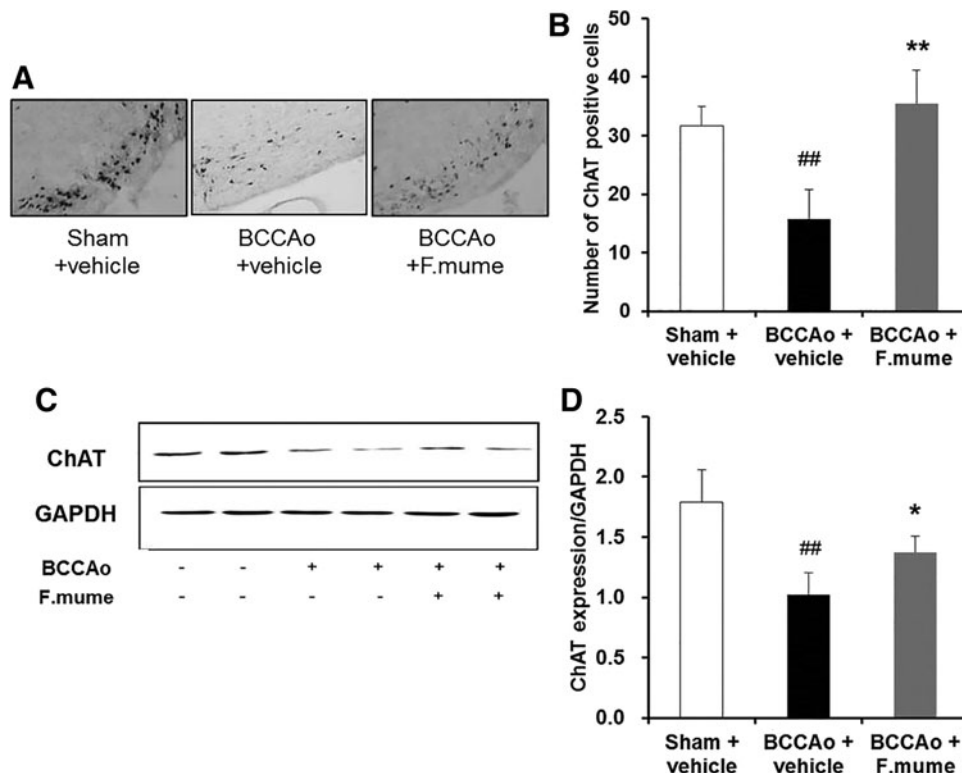 A
Sham
+vehicle
BCCAo
+vehicle
BCCAo
+F.mume
B
Number of ChAT positive cells
50
40
30
20
10
0
##
**
Sham +
vehicle
BCCAo +
vehicle
BCCAo +
F.mume
C
ChAT
GAPDH
BCCAo - - + + + +
F.mume - - - - + +
D
ChAT expression/GAPDH
2.5
2.0
1.5
1.0
0.5
0.0
##
*
Sham +
vehicle
BCCAo +
vehicle
BCCAo +
F.mume